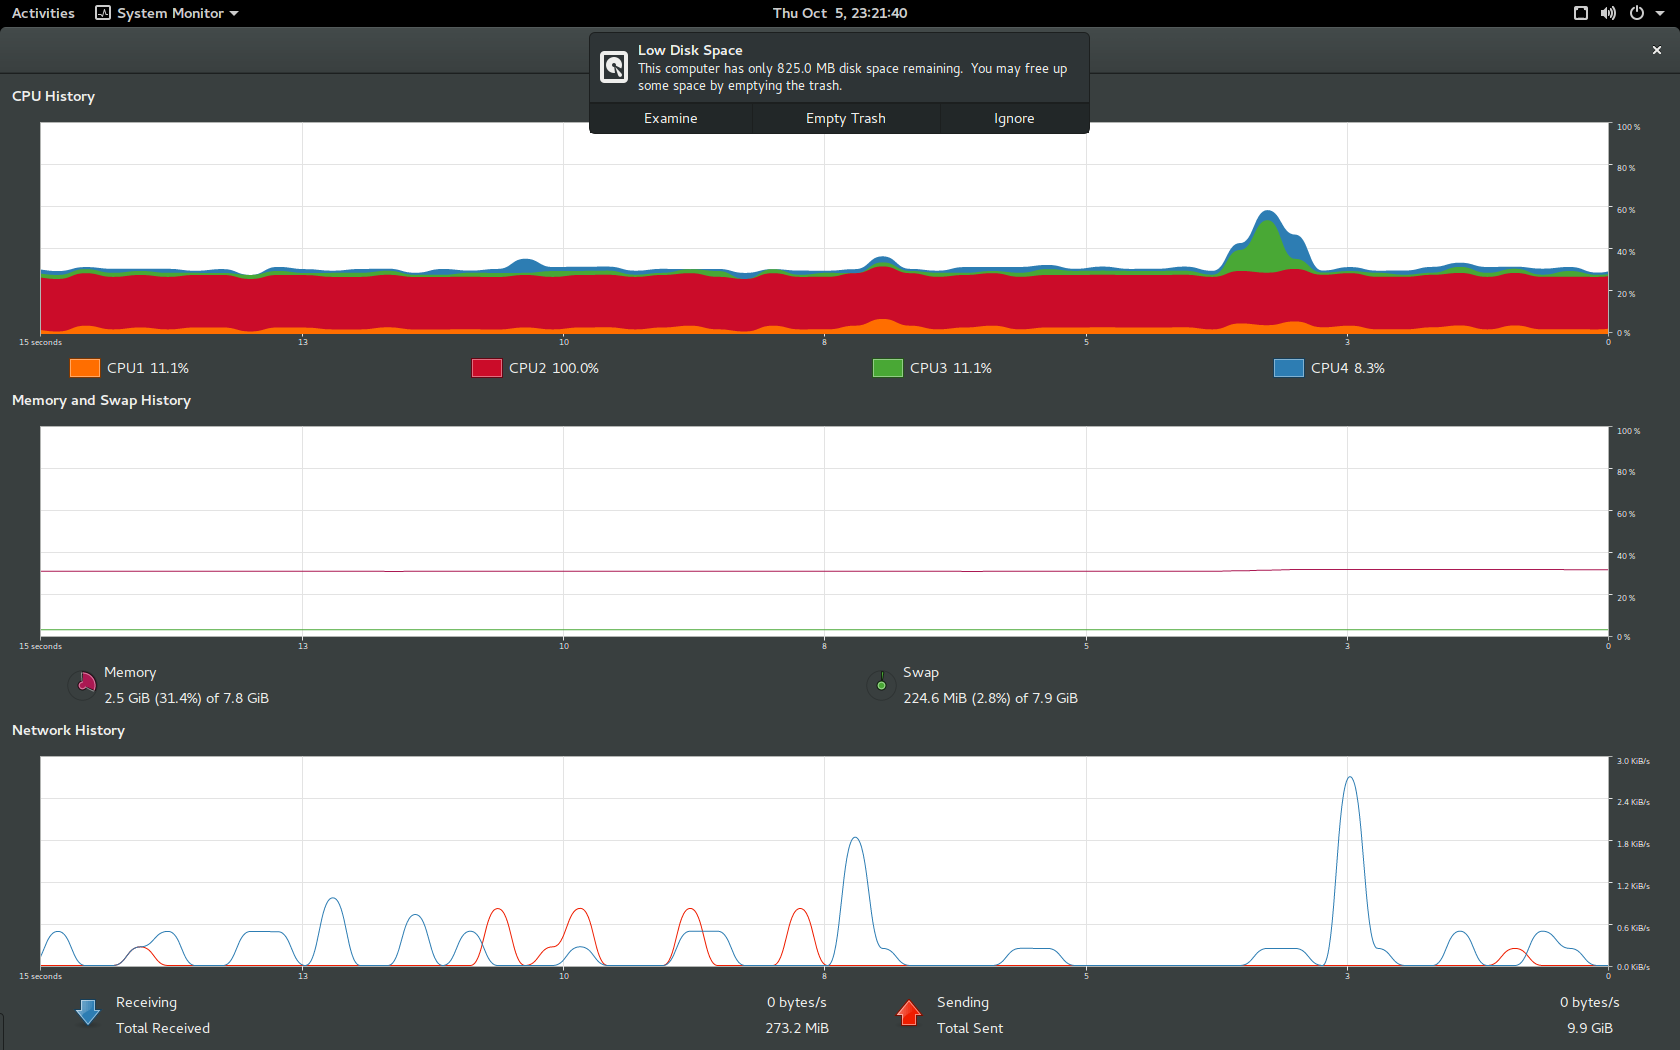 Activities
System Monitor
Thu Oct 5, 23:21:40
Low Disk Space
This computer has only 825.0 MB disk space remaining. You may free up
some space by emptying the trash.
Examine Empty Trash Ignore
CPU History
100 %
80 %
60 %
40 %
20 %
0 %
15 seconds 13 10 8 5 3 0
CPU1 11.1% CPU2 100.0% CPU3 11.1% CPU4 8.3%
Memory and Swap History
100 %
80 %
60 %
40 %
20 %
0 %
15 seconds 13 10 8 5 3 0
Memory
2.5 GiB (31.4%) of 7.8 GiB
Swap
224.6 MiB (2.8%) of 7.9 GiB
Network History
3.0 KiB/s
2.4 KiB/s
1.8 KiB/s
1.2 KiB/s
0.6 KiB/s
0.0 KiB/s
15 seconds 13 10 8 5 3 0
Receiving 0 bytes/s
Total Received 273.2 MiB
Sending 0 bytes/s
Total Sent 9.9 GiB